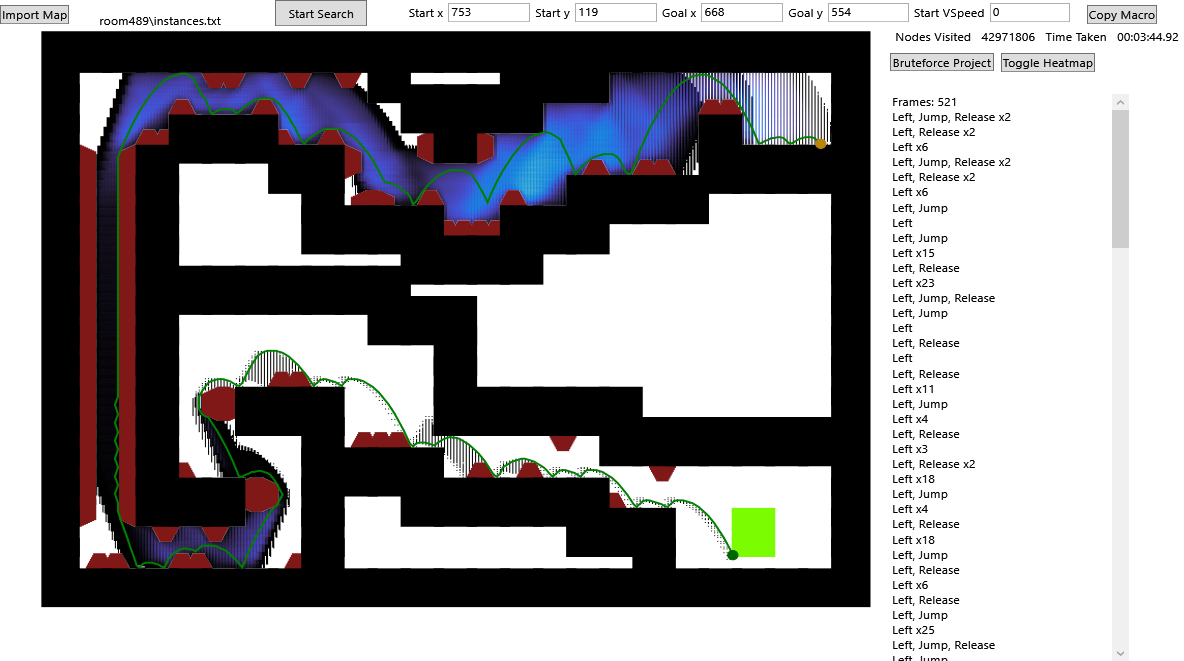 Import Map
room489\instances.txt
Start Search
Start x 753 Start y 119 Goal x 668 Goal y 554 Start VSpeed 0
Copy Macro
Nodes Visited 42971806 Time Taken 00:03:44.92
Bruteforce Project Toggle Heatmap
Frames: 521
Left, Jump, Release x2
Left, Release x2
Left x6
Left, Jump, Release x2
Left, Release x2
Left x6
Left, Jump
Left
Left, Jump
Left x15
Left, Release
Left x23
Left, Jump, Release
Left, Jump
Left
Left, Release
Left
Left, Release
Left x11
Left, Jump
Left x4
Left, Release
Left x3
Left, Release x2
Left x18
Left, Jump
Left x4
Left, Release
Left x18
Left, Jump
Left, Release
Left x6
Left, Release
Left, Jump
Left x25
Left, Jump, Release
Left, Jump